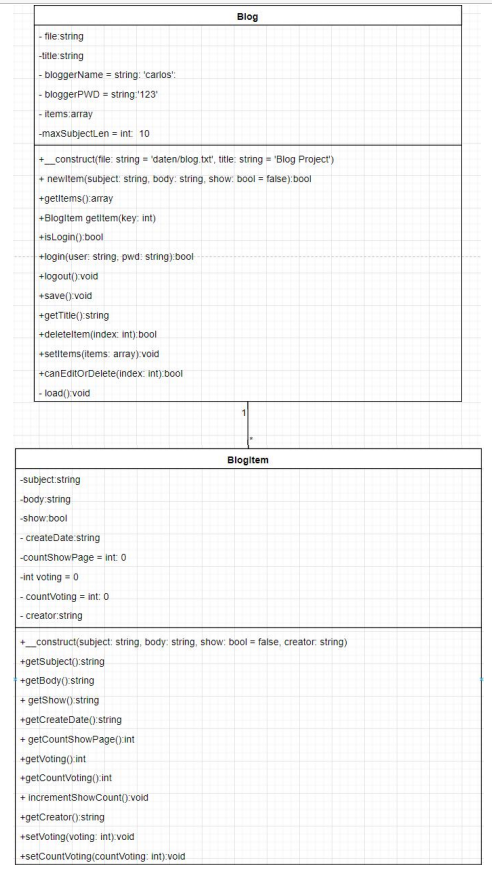 Blog
- file:string
-title:string
- bloggerName = string: 'carlos':
- bloggerPWD = string:'123'
- items:array
-maxSubjectLen = int:  10
+__construct(file: string = 'daten/blog.txt', title: string = 'Blog Project')
+ newItem(subject: string, body: string, show: bool = false):bool
+getItems():array
+BlogItem getItem(key: int)
+isLogin():bool
+login(user: string, pwd: string):bool
+logout():void
+save():void
+getTitle():string
+deleteItem(index: int):bool
+setItems(items: array):void
+canEditOrDelete(index: int):bool
- load():void
1
*
BlogItem
-subject:string
-body:string
-show:bool
- createDate:string
-countShowPage = int: 0
-int voting = 0
- countVoting = int: 0
- creator:string
+__construct(subject: string, body: string, show: bool = false, creator: string)
+getSubject():string
+getBody():string
+ getShow():string
+getCreateDate():string
+ getCountShowPage():int
+getVoting():int
+getCountVoting():int
+ incrementShowCount():void
+getCreator():string
+setVoting(voting: int):void
+setCountVoting(countVoting: int):void